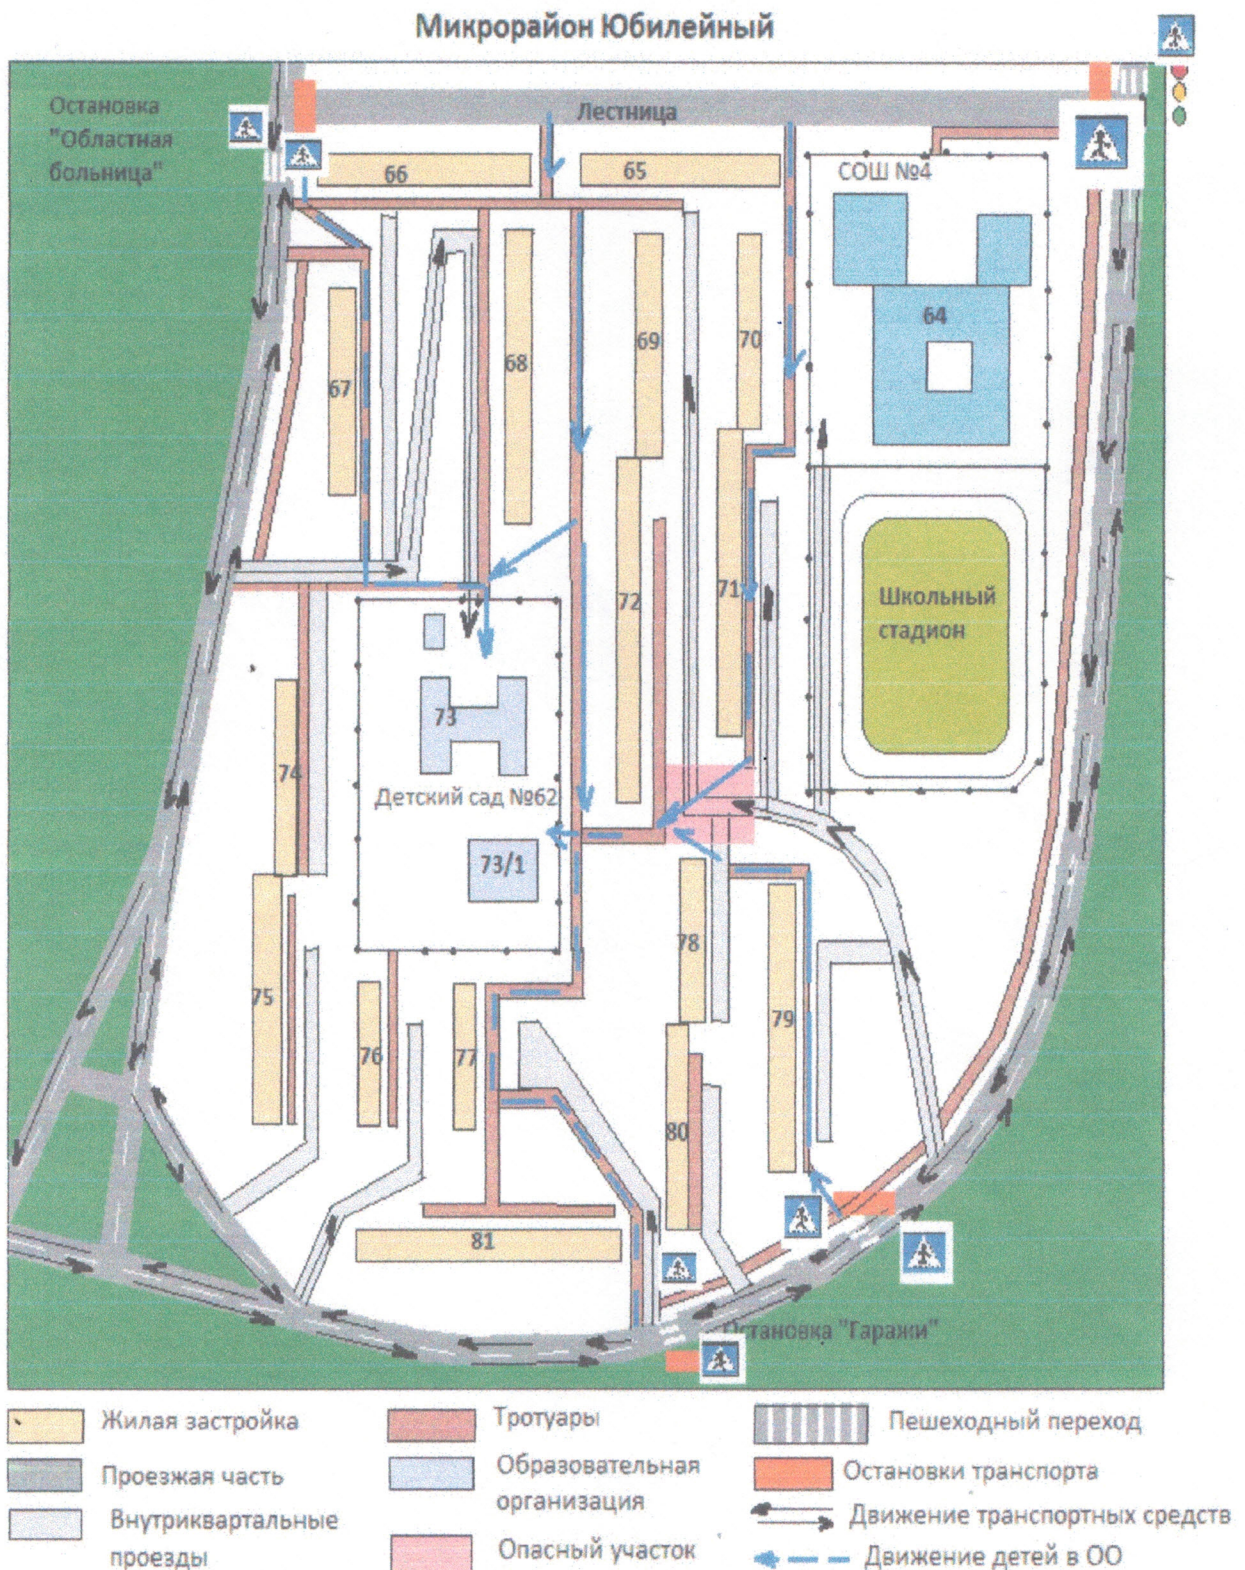 Микрорайон Юбилейный
Остановка
"Областная
больница"
Лестница
66
65
СОШ №4
64
67
68
69
70
72
71
Школьный
стадион
73
74
Детский сад №62
73/1
78
75
76
77
79
80
81
Остановка "Гаражи"
Жилая застройка
Тротуары
Пешеходный переход
Проезжая часть
Образовательная
организация
Остановки транспорта
Внутриквартальные
проезды
Движение транспортных средств
Опасный участок
Движение детей в ОО